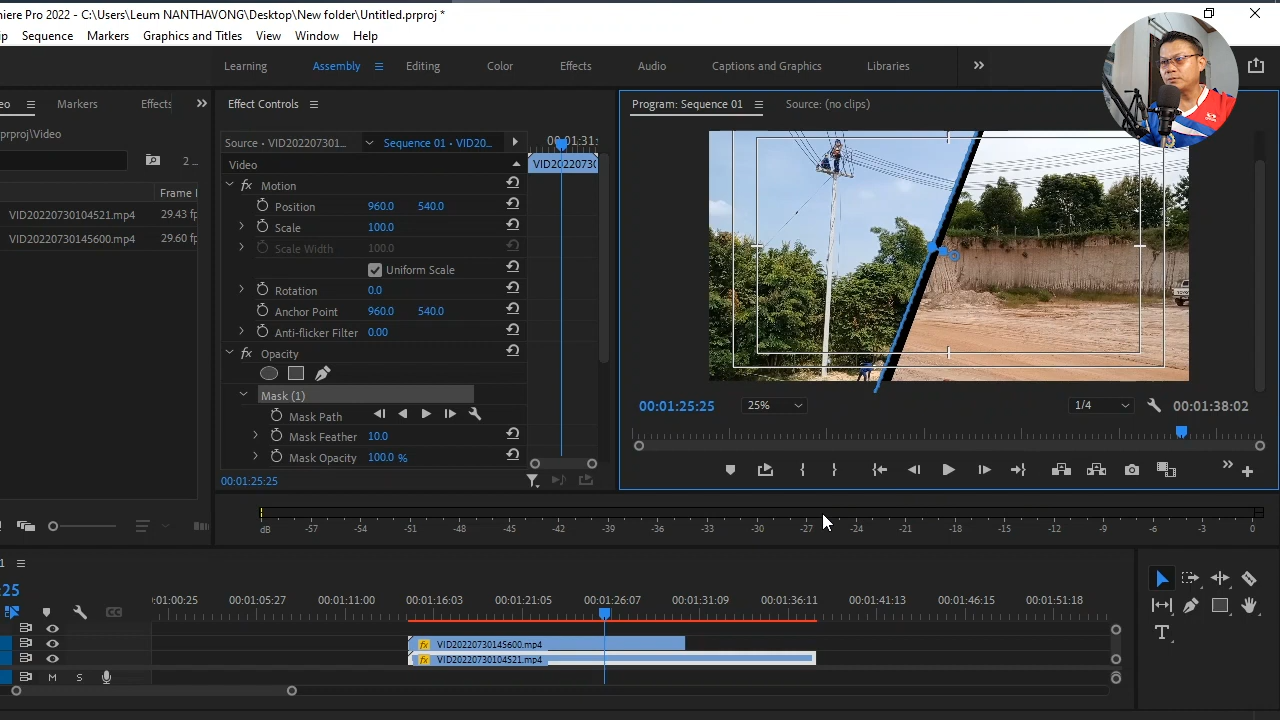 miere Pro 2022 - C:\Users\Leum NANTHAVONG\Desktop\New folder\Untitled.prproj *
ip Sequence Markers Graphics and Titles View Window Help
Learning Assembly Editing Color Effects Audio Captions and Graphics Libraries
eo Markers Effects
prproj\Video
2 ...
Frame
VID20220730104521.mp4 29.43 fp
VID20220730145600.mp4 29.60 fp
Effect Controls
Source • VID202207301... Sequence 01 • VID20... 00:01:31:
Video VID20220730
fx Motion
Position 960.0 540.0
Scale 100.0
Scale Width 100.0
Uniform Scale
Rotation 0.0
Anchor Point 960.0 540.0
Anti-flicker Filter 0.00
fx Opacity
Mask (1)
Mask Path
Mask Feather 10.0
Mask Opacity 100.0 %
00:01:25:25
Program: Sequence 01 Source: (no clips)
00:01:25:25 25% 1/4 00:01:38:02
dB -57 -54 -51 -48 -45 -42 -39 -36 -33 -30 -27 -24 -21 -18 -15 -12 -9 -6 -3 0
1
:25
:01:00:25 00:01:05:27 00:01:11:00 00:01:16:03 00:01:21:05 00:01:26:07 00:01:31:09 00:01:36:11 00:01:41:13 00:01:46:15 00:01:51:18
fx VID20220730145600.mp4
fx VID20220730104521.mp4
M S
T